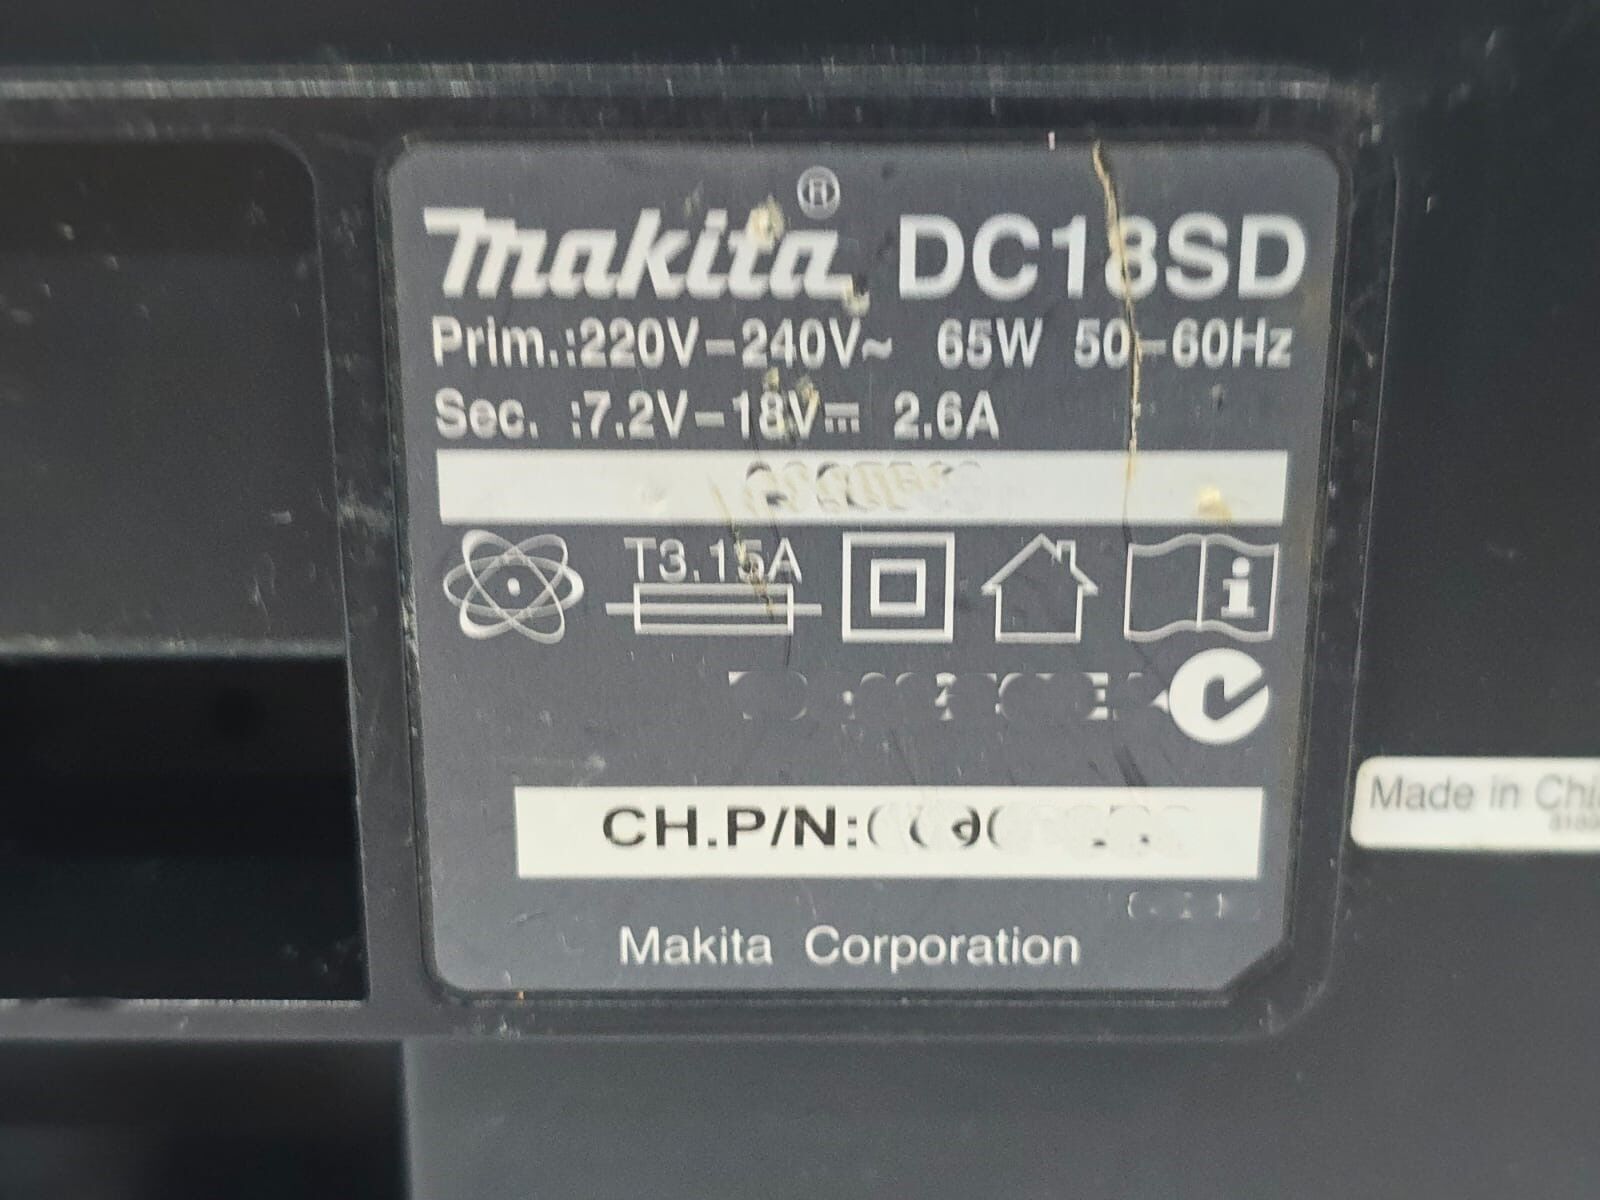 makita® DC18SD
Prim.:220V–240V~ 65W 50–60Hz
Sec. :7.2V–18V⎓ 2.6A
T3.15A
i
CH.P/N:
Makita Corporation
Made in